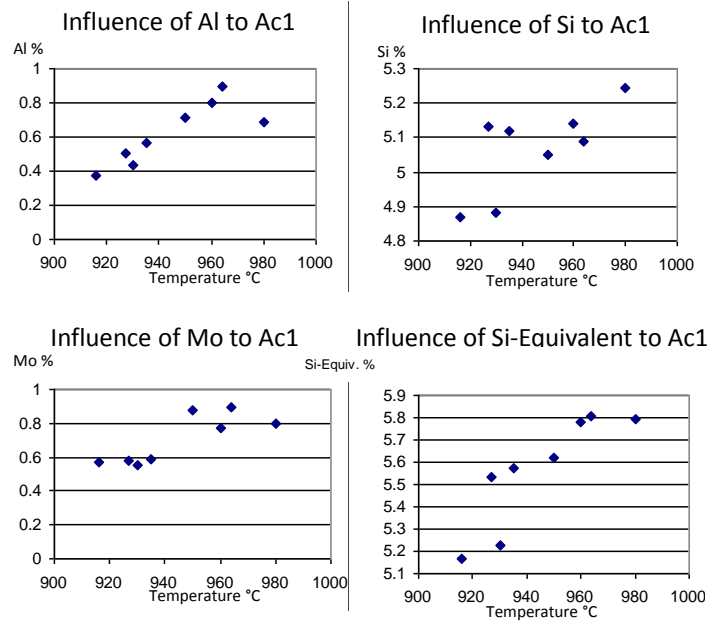 Influence of Al to Ac1
Al %
1
0.8
0.6
0.4
0.2
0
900 920 940 960 980 1000
Temperature °C
Influence of Si to Ac1
Si %
5.3
5.2
5.1
5
4.9
4.8
900 920 940 960 980 1000
Temperature °C
Influence of Mo to Ac1
Mo %
1
0.8
0.6
0.4
0.2
0
900 920 940 960 980 1000
Temperature °C
Influence of Si-Equivalent to Ac1
Si-Equiv. %
5.9
5.8
5.7
5.6
5.5
5.4
5.3
5.2
5.1
900 920 940 960 980 1000
Temperature °C